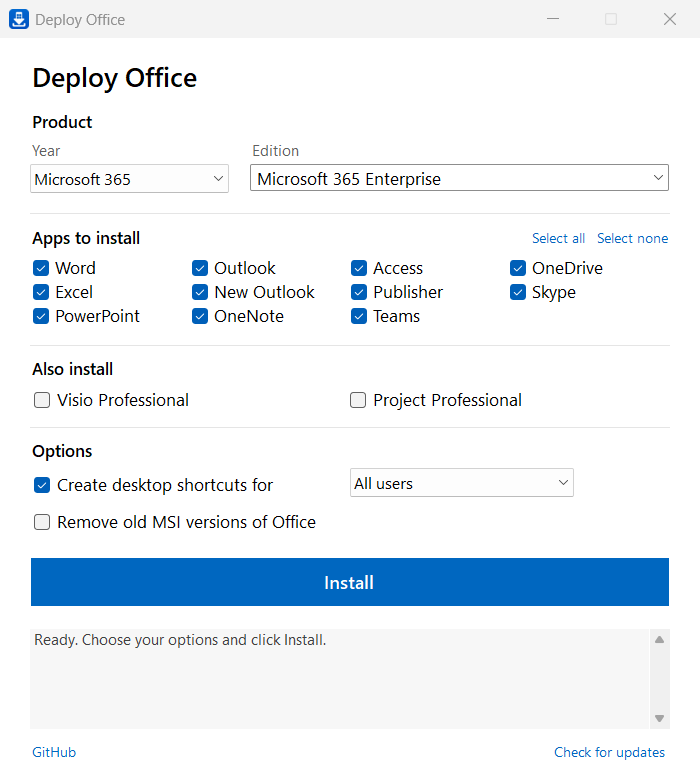 Deploy Office
Deploy Office
Product
Year Edition
Microsoft 365 Microsoft 365 Enterprise
Apps to install Select all Select none
Word Outlook Access OneDrive
Excel New Outlook Publisher Skype
PowerPoint OneNote Teams
Also install
Visio Professional Project Professional
Options
Create desktop shortcuts for All users
Remove old MSI versions of Office
Install
Ready. Choose your options and click Install.
GitHub Check for updates